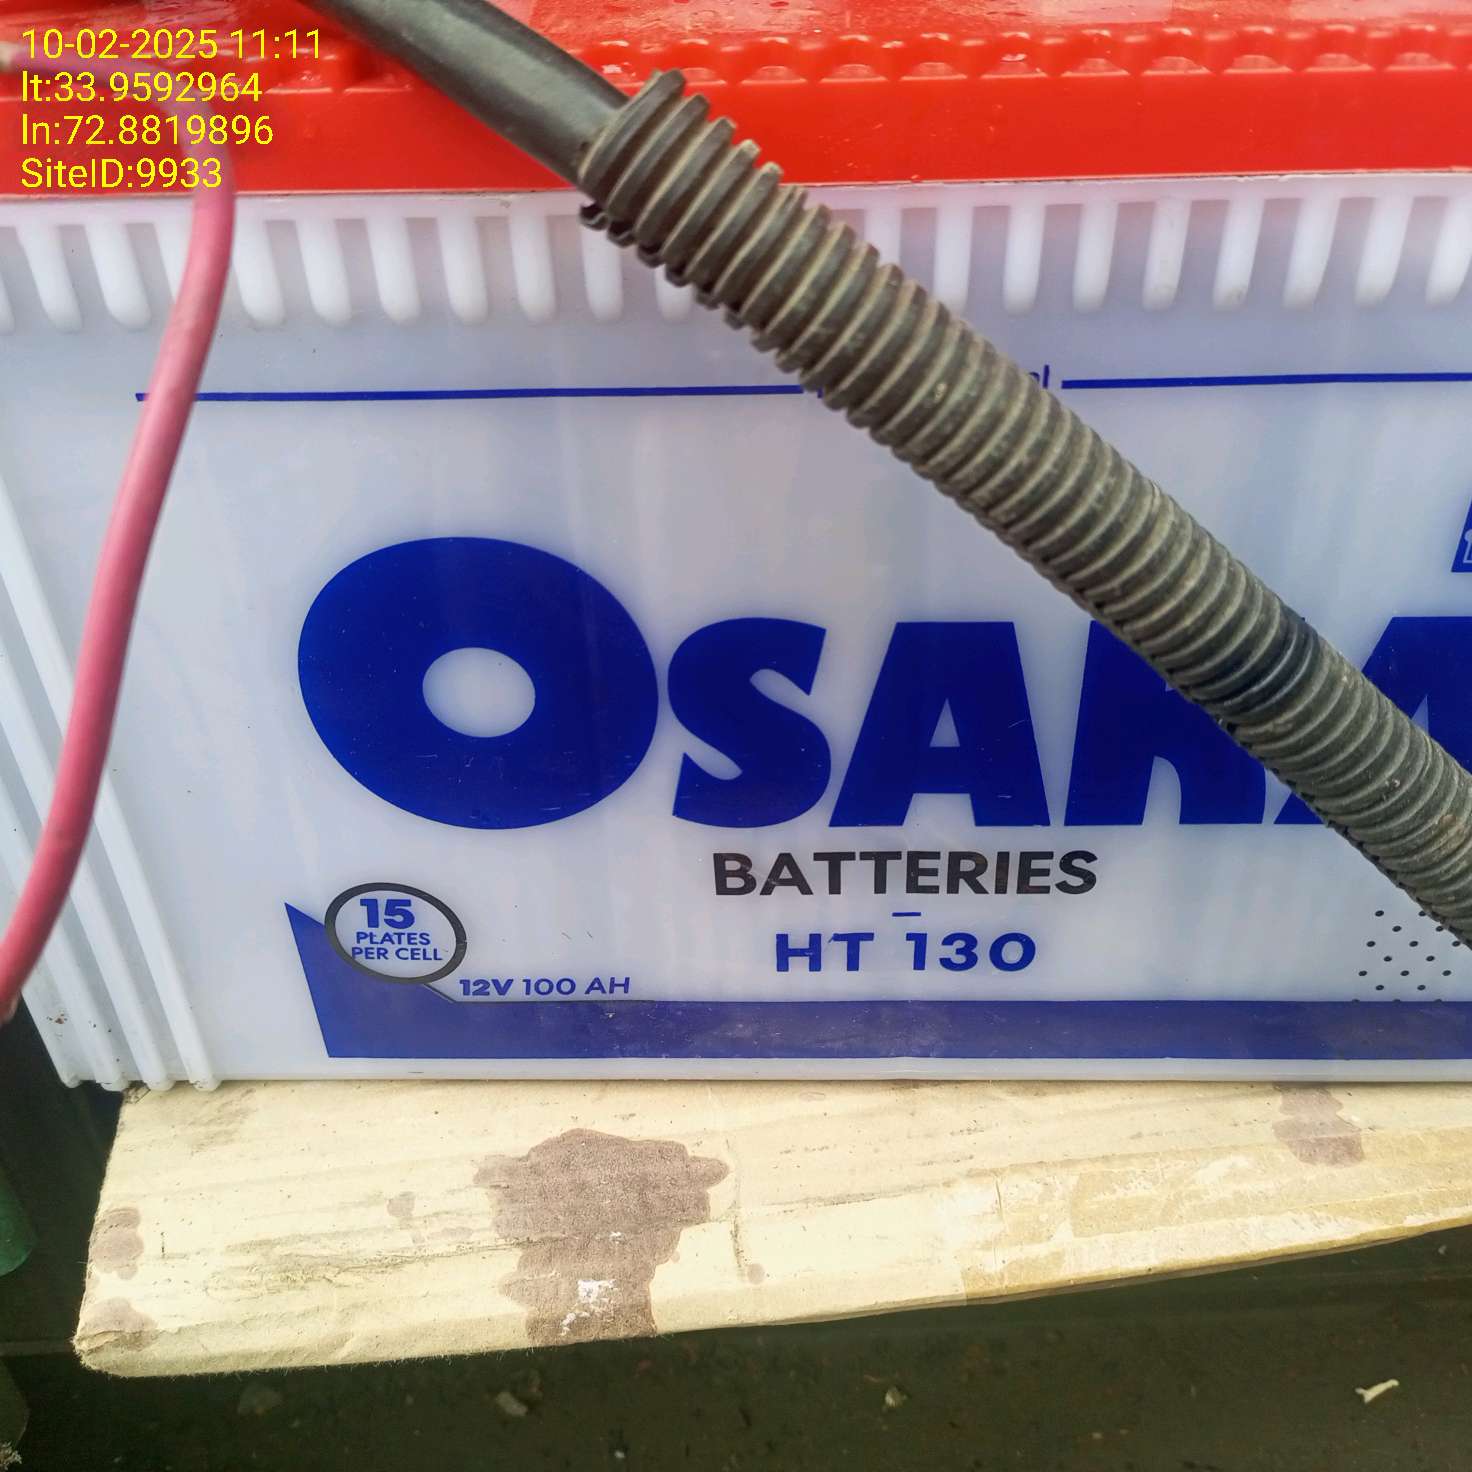 10-02-2025 11:11
lt:33.9592964
ln:72.8819896
SiteID:9933
OSAKA
BATTERIES
HT 130
15
PLATES
PER CELL
12V 100 AH